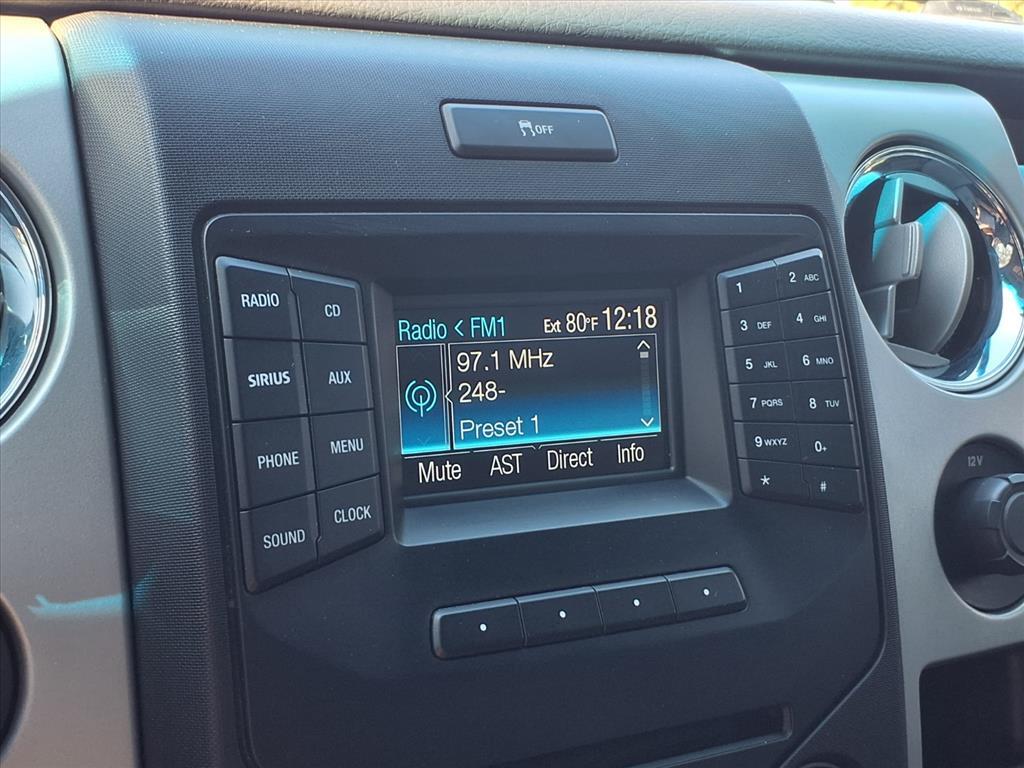 OFF
RADIO
CD
SIRIUS
AUX
PHONE
MENU
SOUND
CLOCK
Radio < FM1 Ext 80°F 12:18
97.1 MHz
248-
Preset 1
Mute AST Direct Info
1
2 ABC
3 DEF
4 GHI
5 JKL
6 MNO
7 PQRS
8 TUV
9 WXYZ
0+
*
#
12V